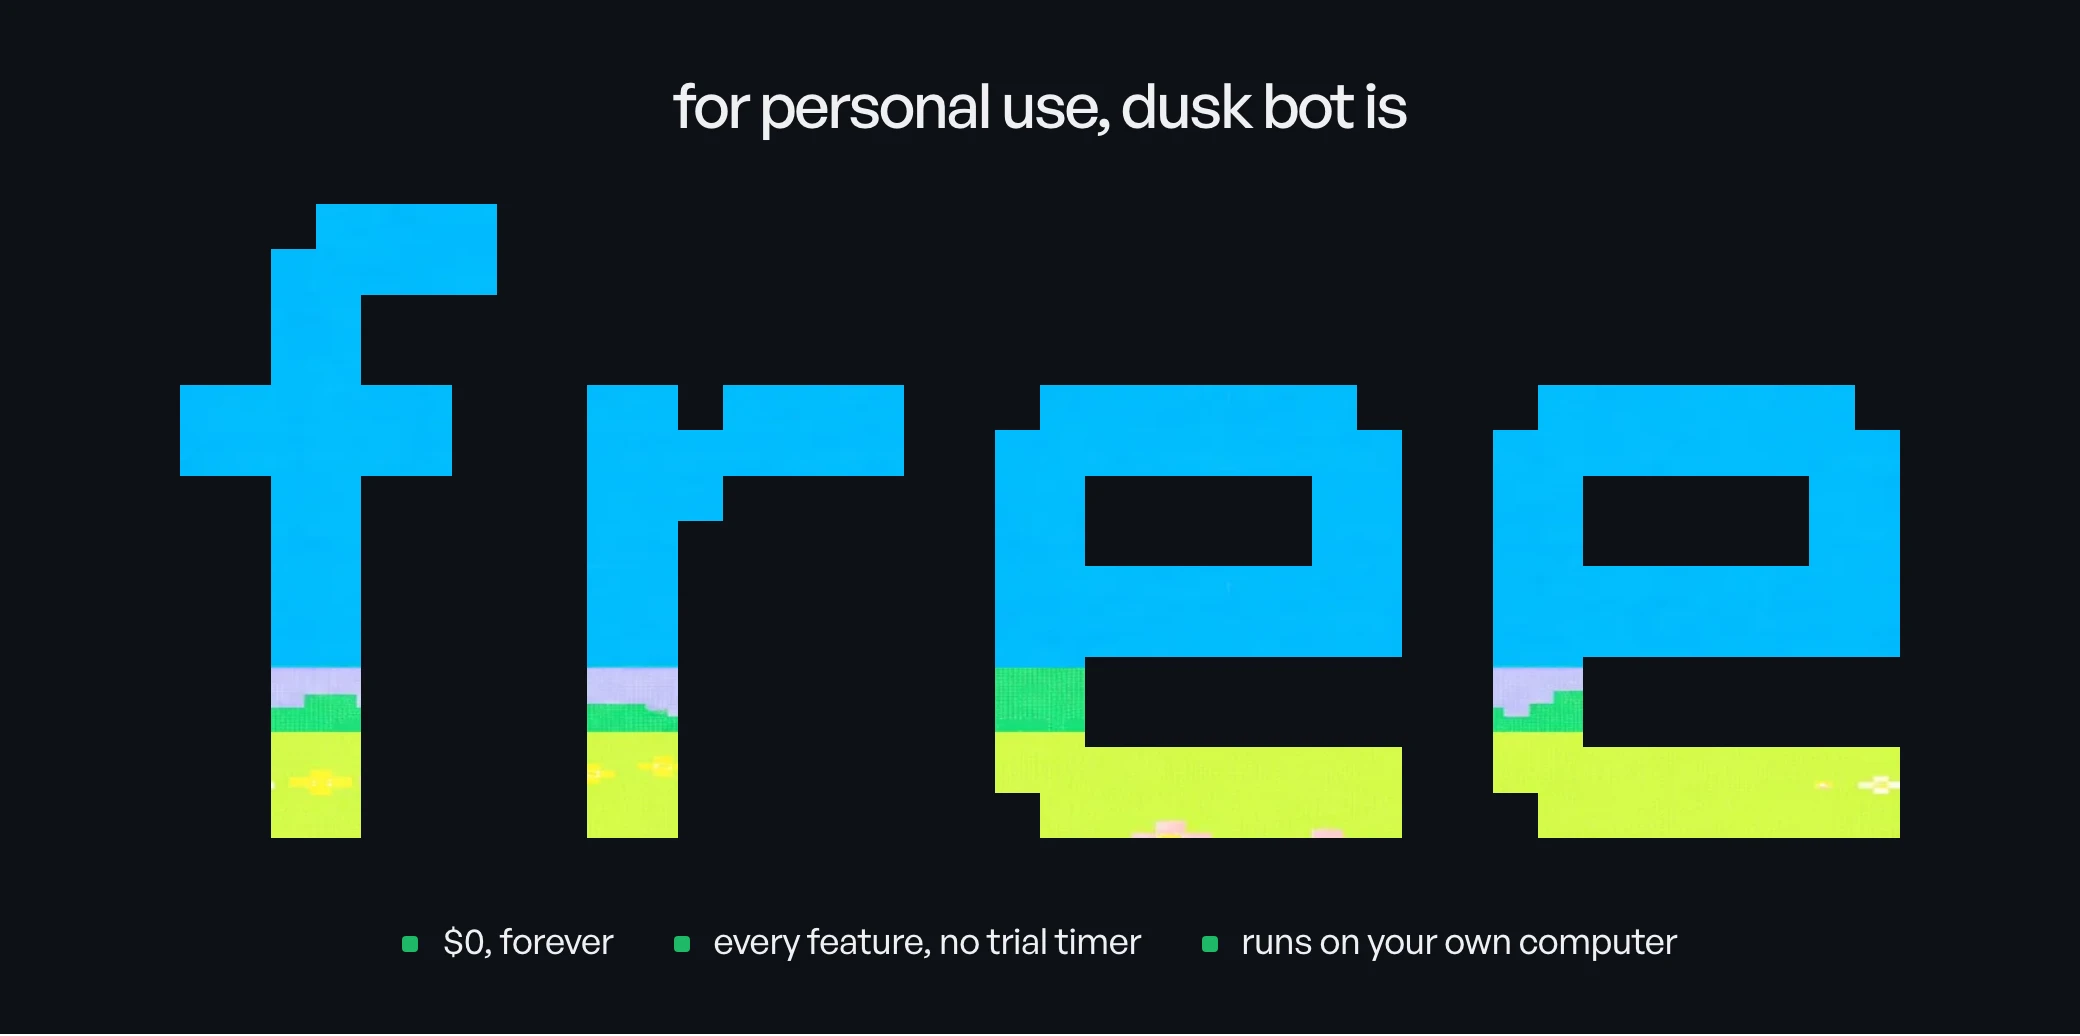 for personal use, dusk bot is
free
$0, forever
every feature, no trial timer
runs on your own computer